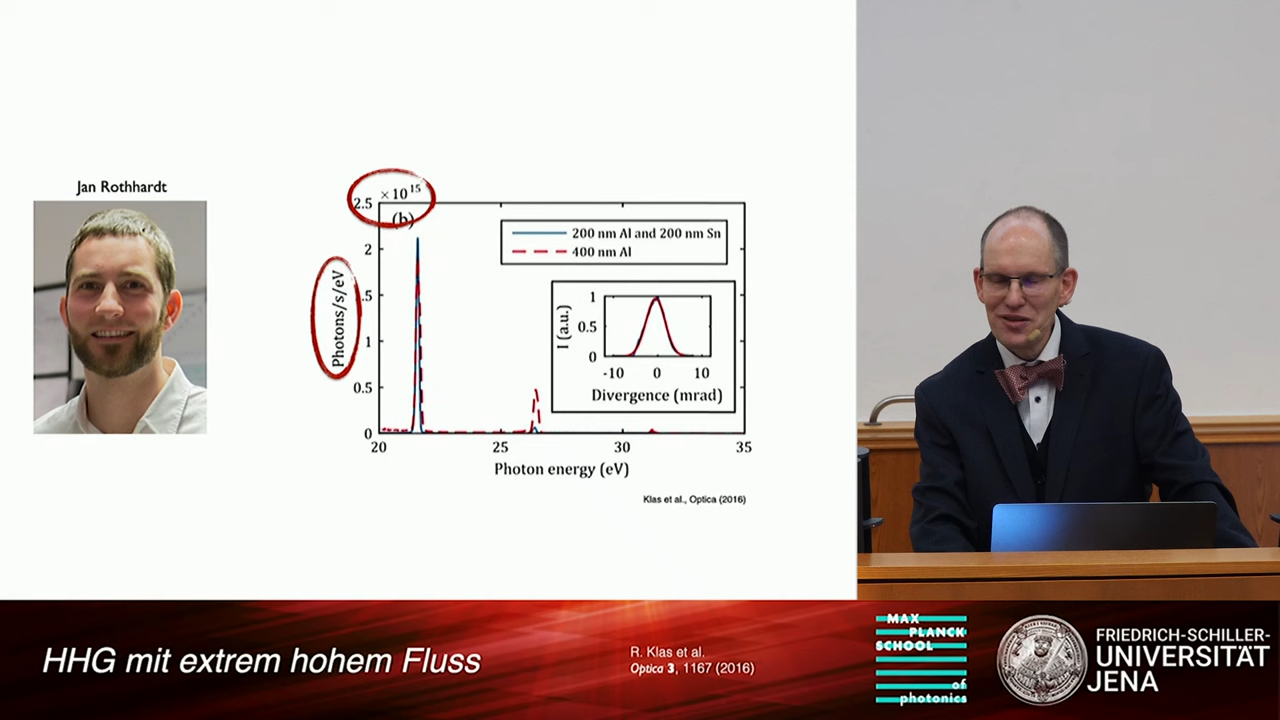 Jan Rothhardt
×10¹⁵
2.5
(b)
200 nm Al and 200 nm Sn
2
400 nm Al
.5
Photons/s/eV
1
0.5
0
1
I (a.u.)
0.5
0
-10 0 10
Divergence (mrad)
20 25 30 35
Photon energy (eV)
Klas et al., Optica (2016)
HHG mit extrem hohem Fluss
R. Klas et al.
Optica 3, 1167 (2016)
MAX
PLANCK
SCHOOL
of
photonics
FRIEDRICH-SCHILLER-
UNIVERSITÄT
JENA